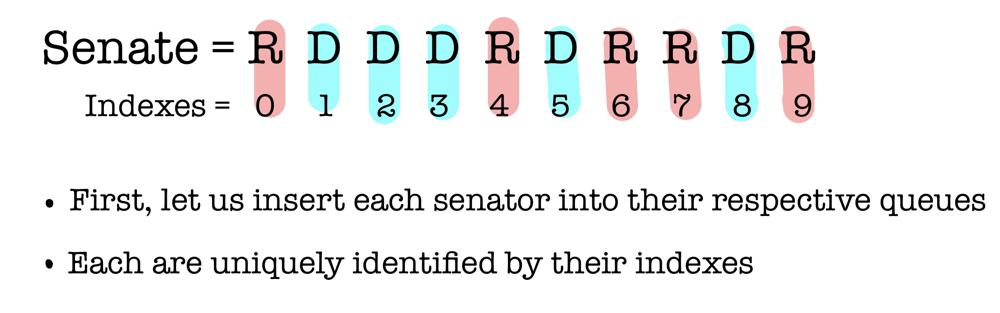 Senate = R D D D R D R R D R
Indexes = 0 1 2 3 4 5 6 7 8 9
• First, let us insert each senator into their respective queues
• Each are uniquely identified by their indexes